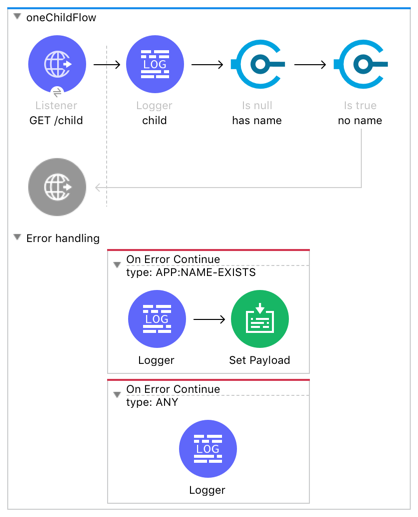 oneChildFlow
LOG
Listener
Logger
Is null
Is true
GET /child
child
has name
no name
Error handling
On Error Continue
type: APP:NAME-EXISTS
LOG
Logger
Set Payload
On Error Continue
type: ANY
LOG
Logger